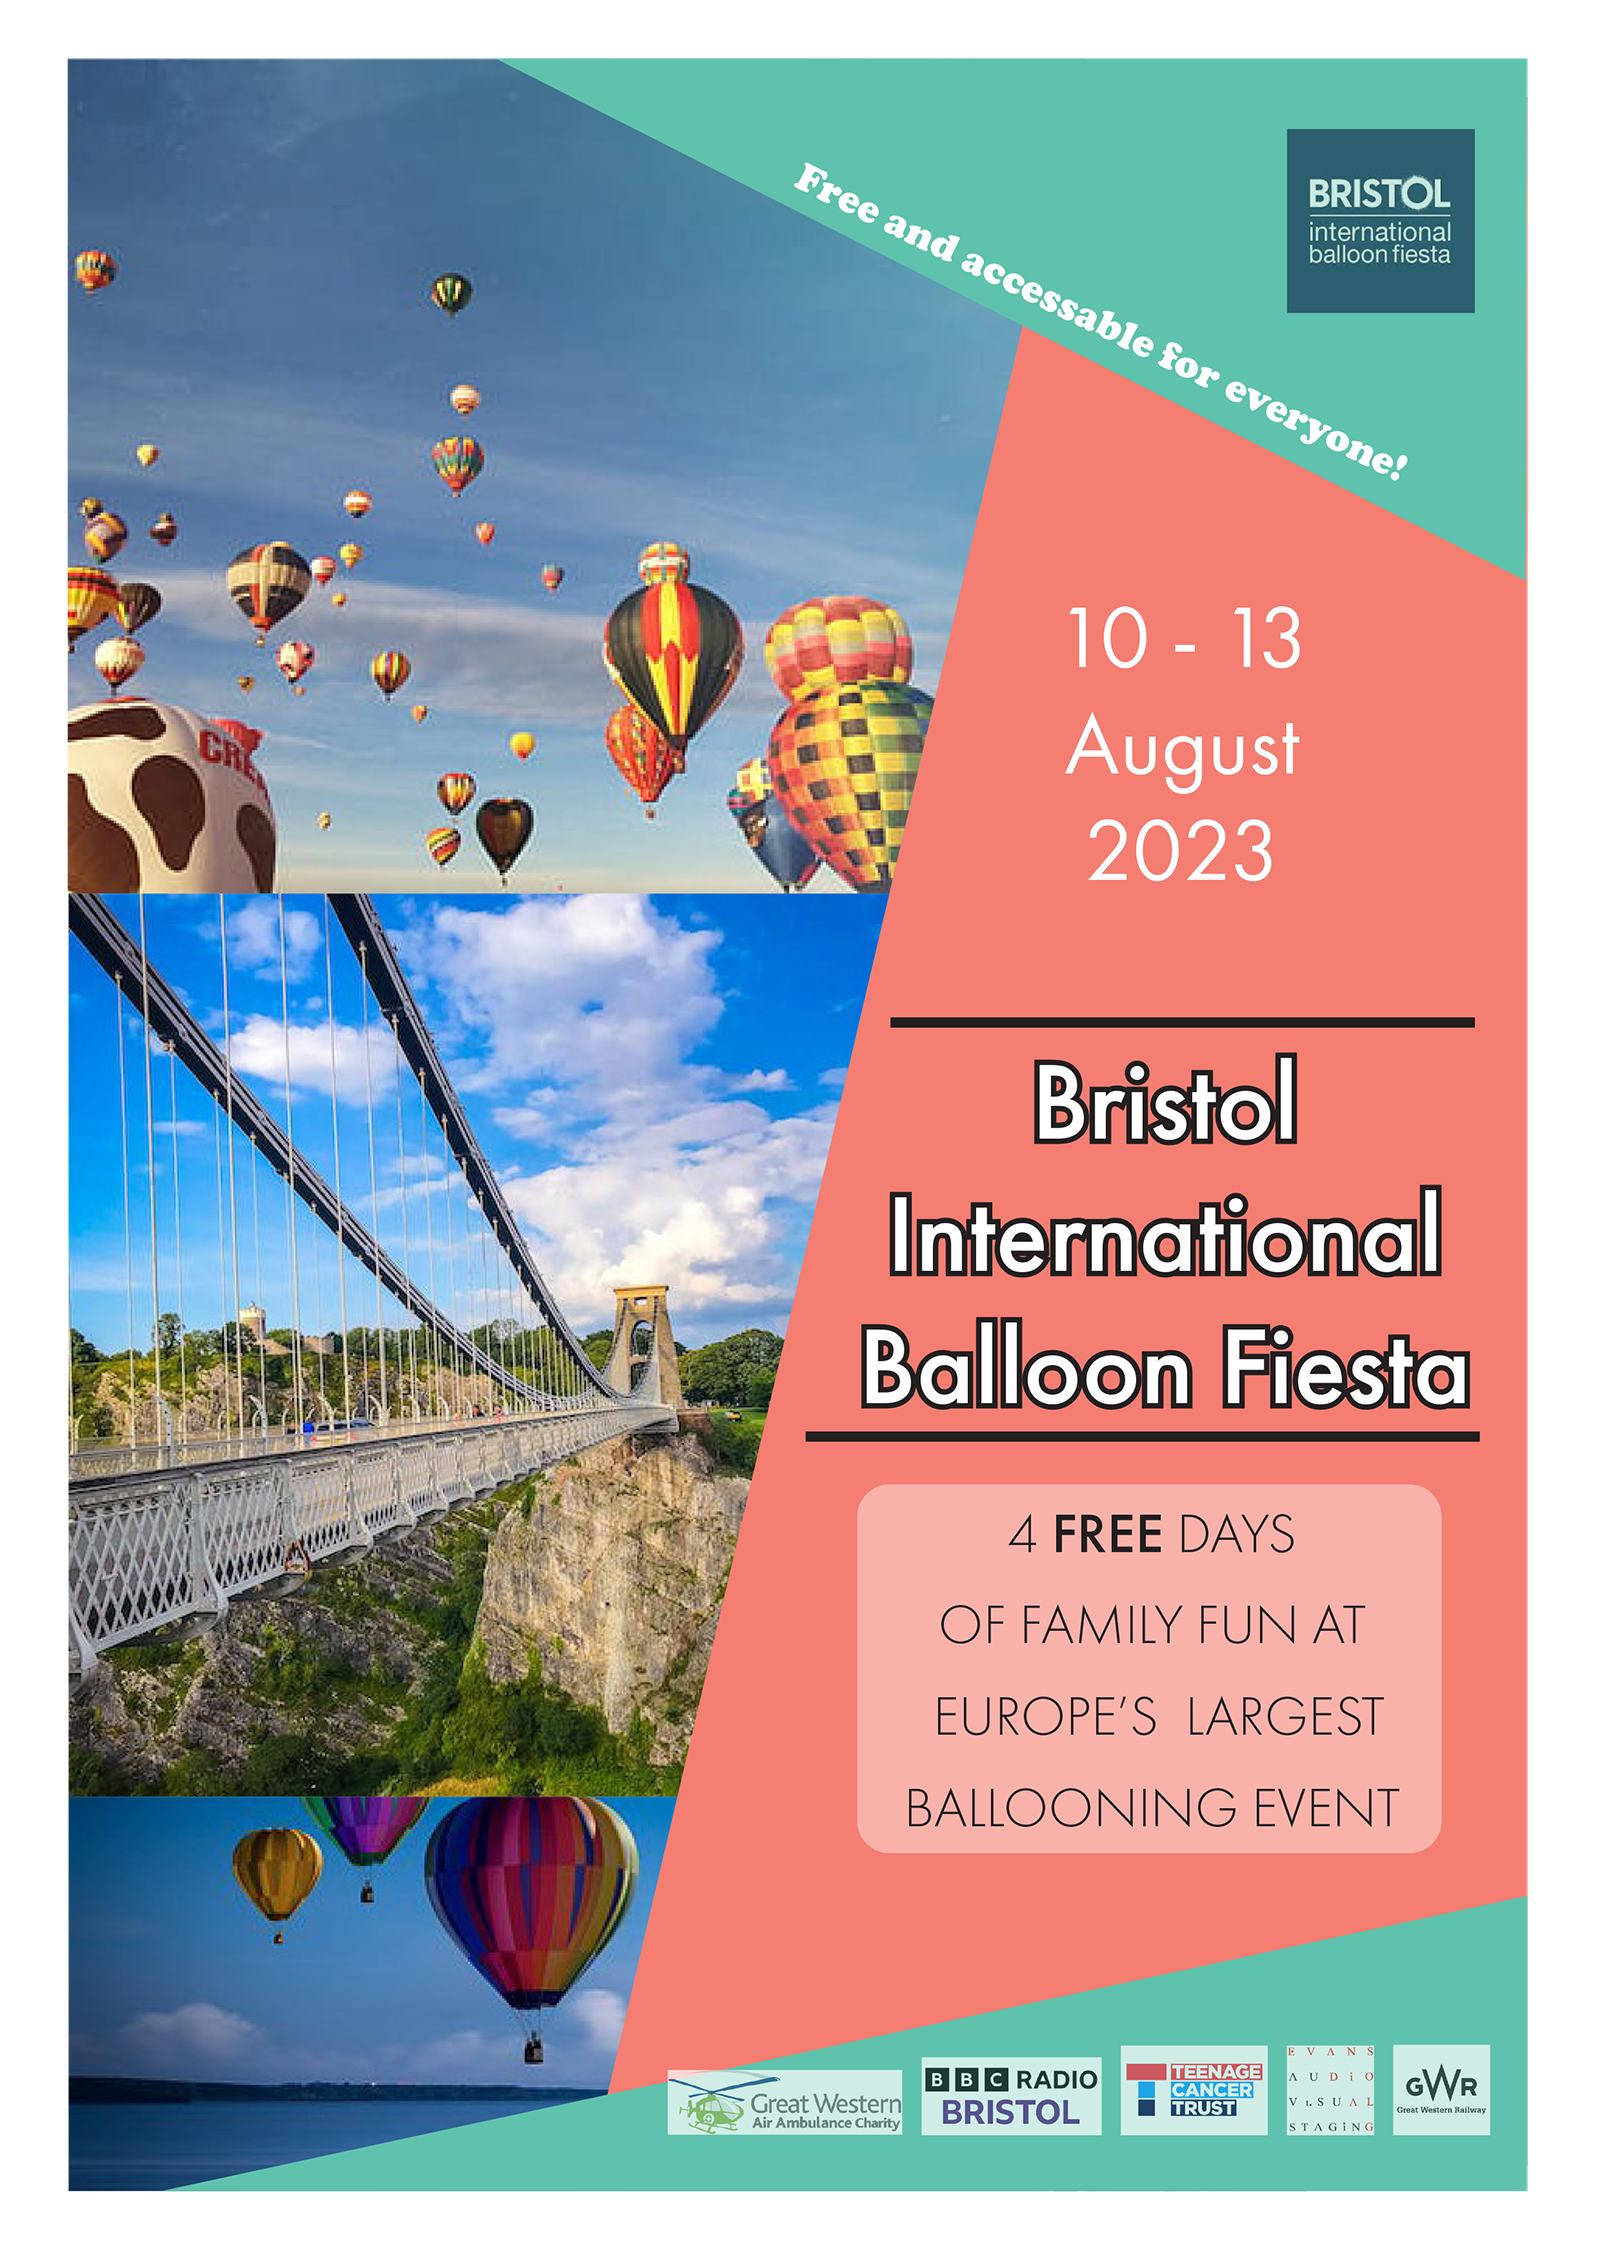 Free and accessable for everyone!
BRISTOL
international
balloon fiesta
10 - 13
August
2023
Bristol
International
Balloon Fiesta
4 FREE DAYS
OF FAMILY FUN AT
EUROPE'S LARGEST
BALLOONING EVENT
Great Western
Air Ambulance Charity
BBC RADIO
BRISTOL
TEENAGE
CANCER
TRUST
EVANS
AUDiO
ViSUAL
STAGiNG
GWR
Great Western Railway